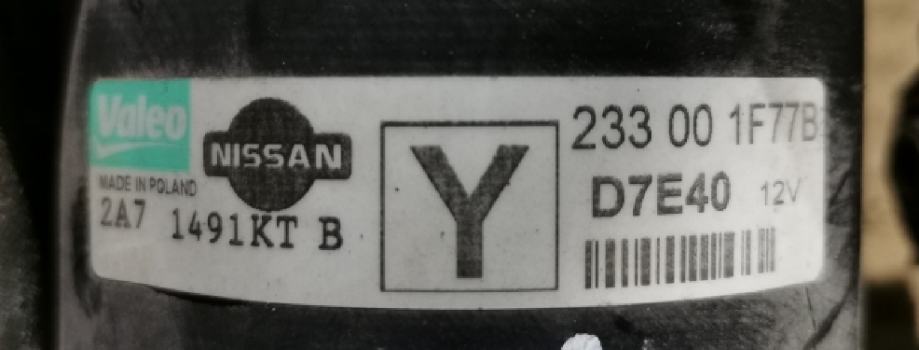 Valeo
NISSAN
MADE IN POLAND
2A7 1491KT B
Y
233 00 1F77B
D7E40 12V